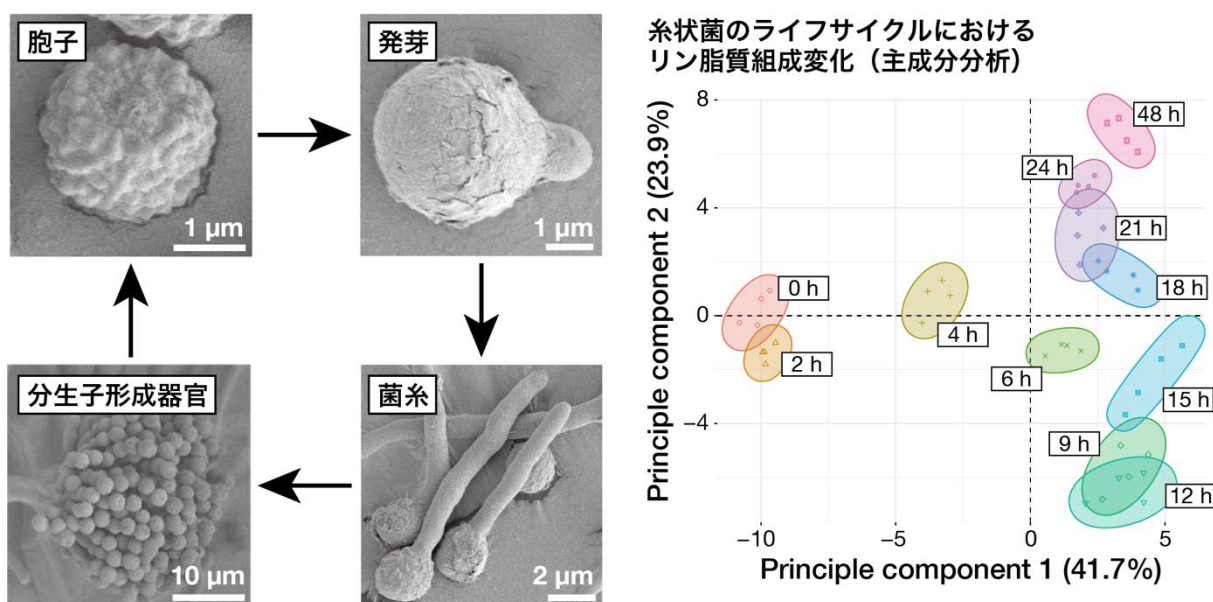 胞子
1 µm
発芽
1 µm
分生子形成器官
10 µm
菌糸
2 µm
糸状菌のライフサイクルにおける
リン脂質組成変化（主成分分析）
Principle component 2 (23.9%)
8
4
0
−4
48 h
24 h
21 h
18 h
0 h
2 h
4 h
6 h
15 h
9 h
12 h
−10
−5
0
5
Principle component 1 (41.7%)